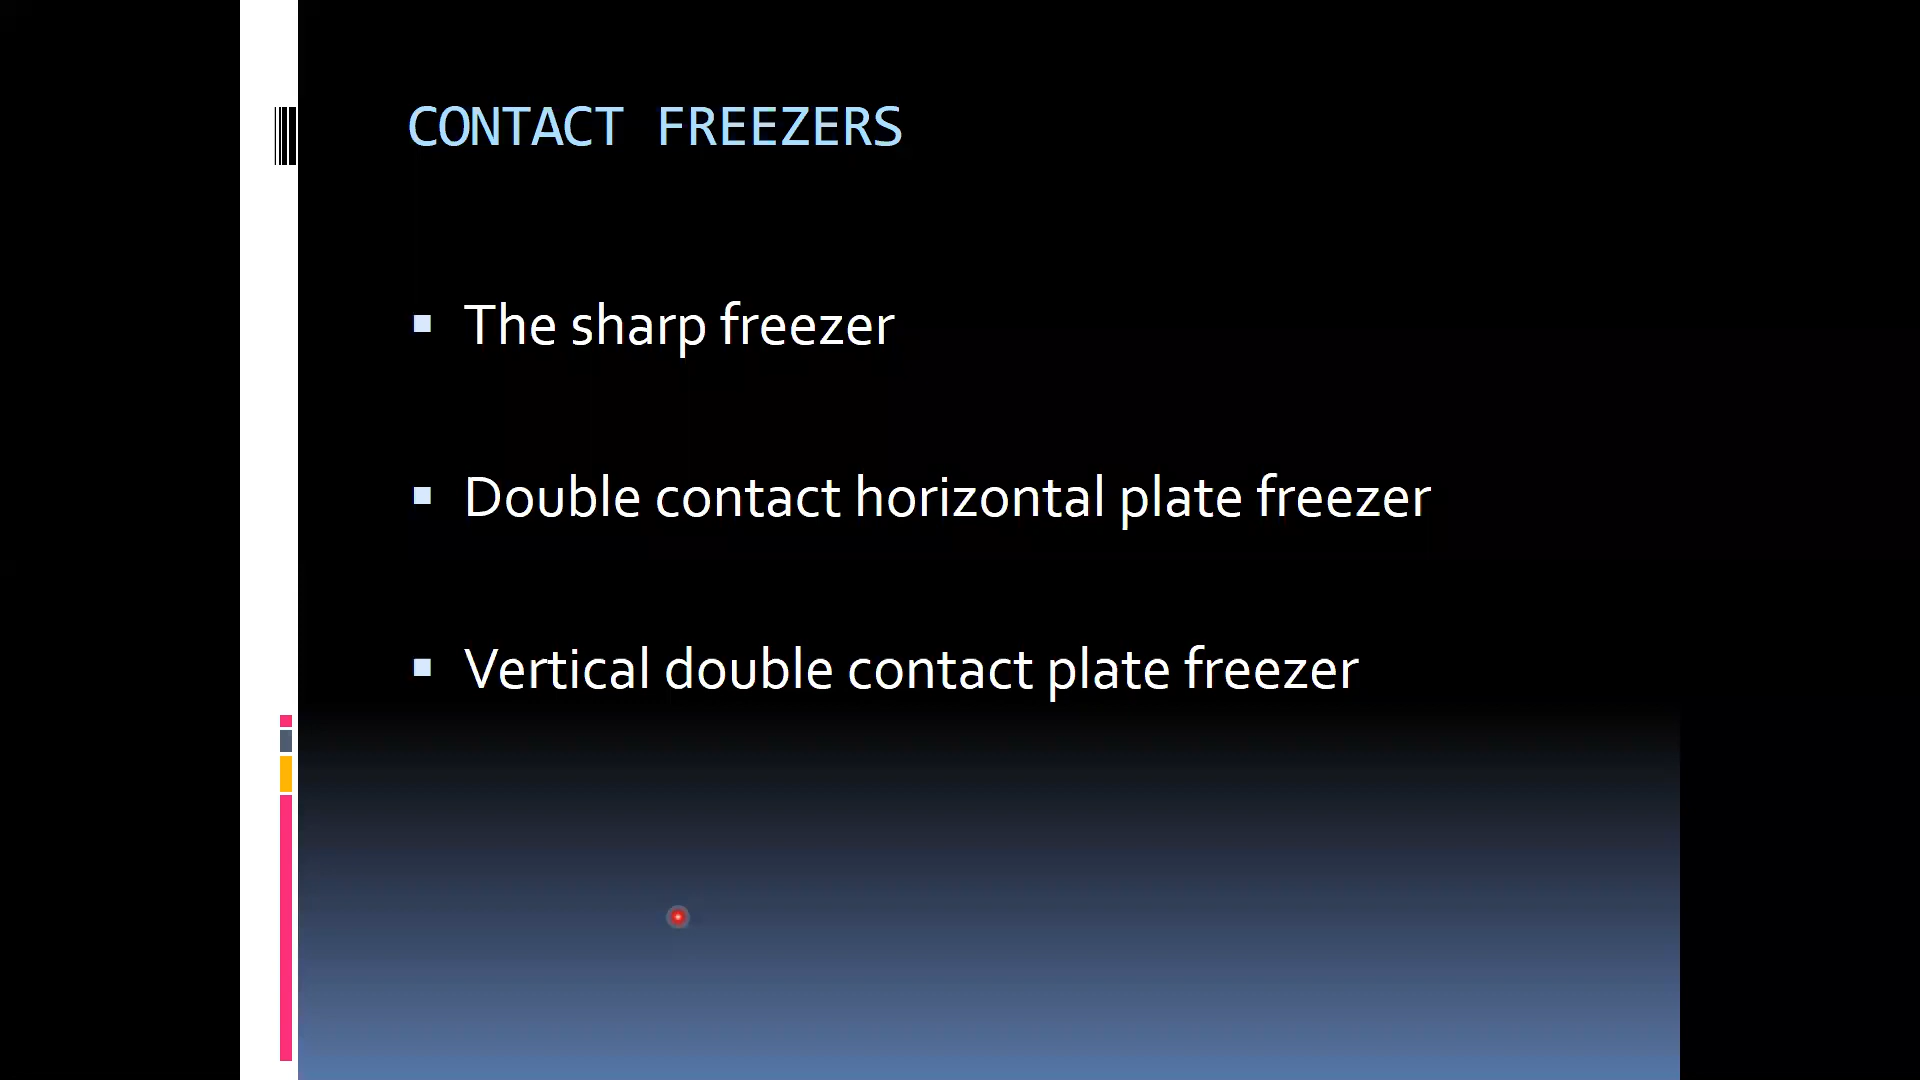 CONTACT FREEZERS
The sharp freezer
Double contact horizontal plate freezer
Vertical double contact plate freezer